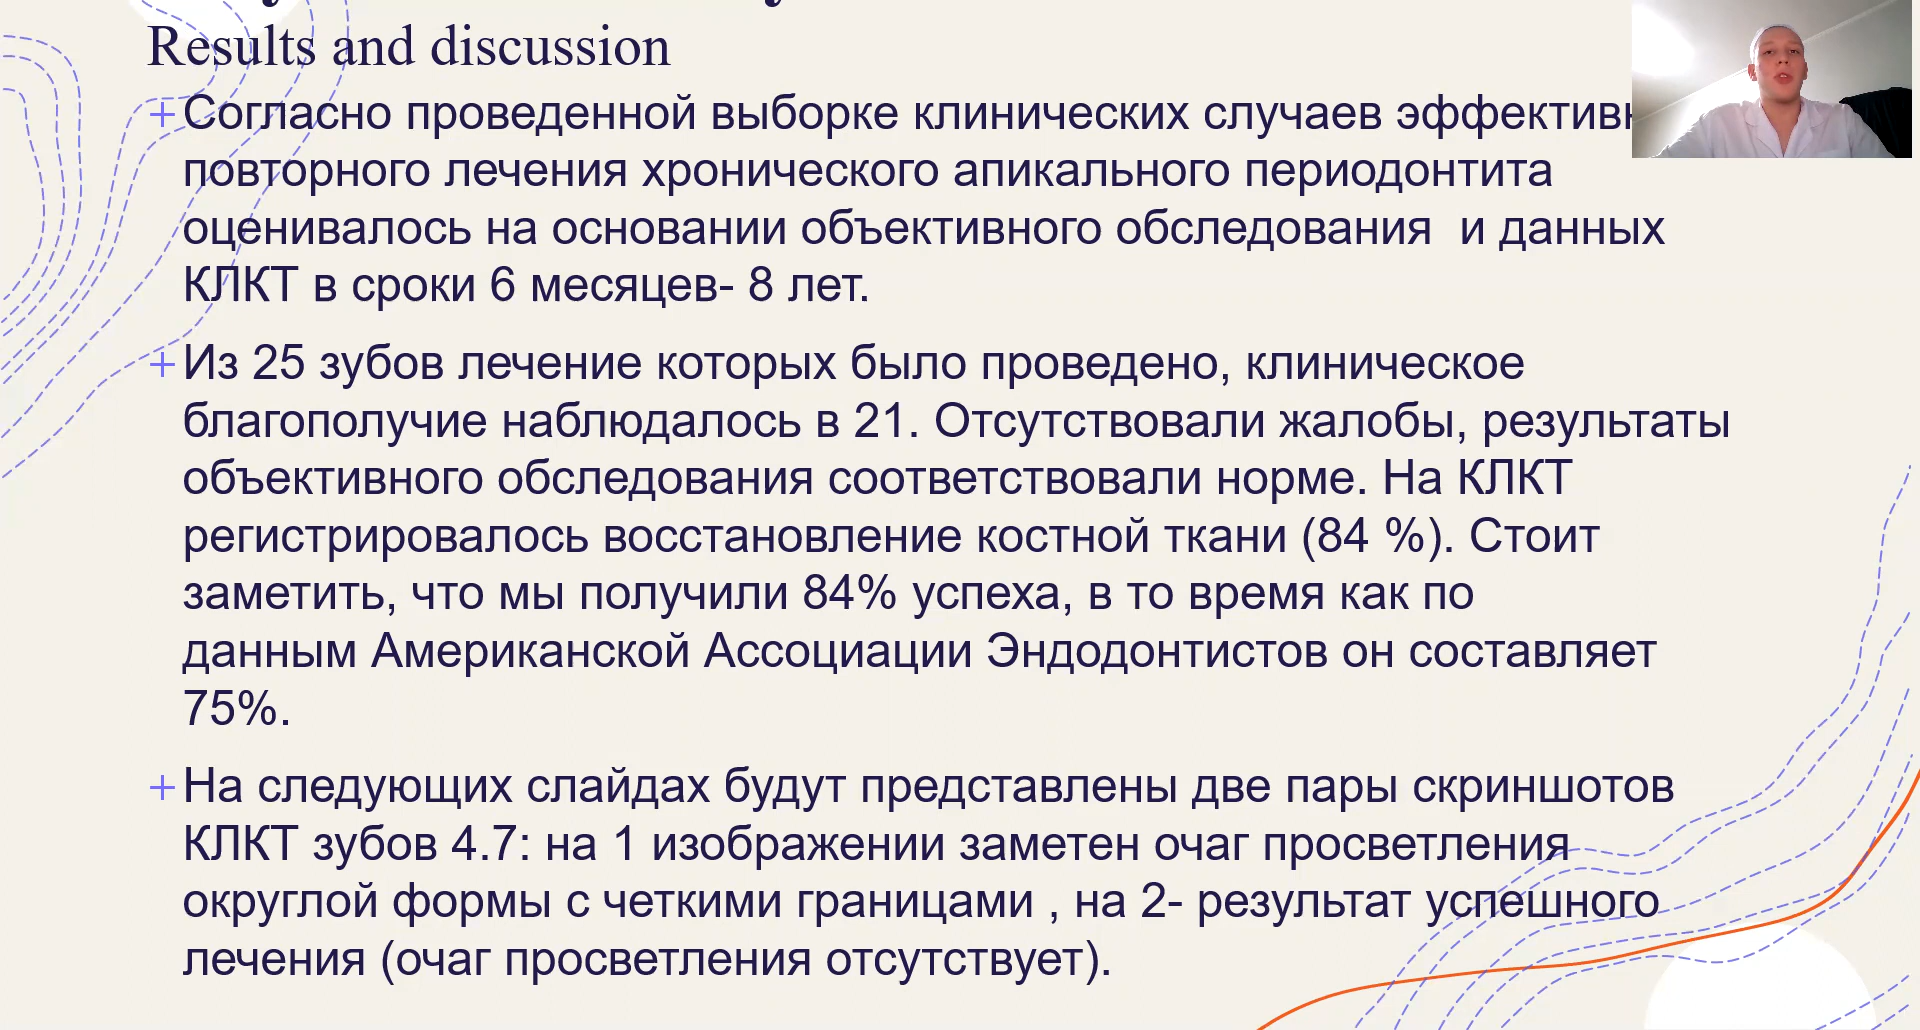 Results and discussion
Согласно проведенной выборке клинических случаев
повторного лечения хронического апикального периодонтита
оценивалось на основании объективного обследования и данных
КЛКТ в сроки 6 месяцев- 8 лет.
Из 25 зубов лечение которых было проведено, клиническое
благополучие наблюдалось в 21. Отсутствовали жалобы, результаты
объективного обследования соответствовали норме. На КЛКТ
регистрировалось восстановление костной ткани (84 %). Стоит
заметить, что мы получили 84% успеха, в то время как по
данным Американской Ассоциации Эндодонтистов он составляет
75%.
На следующих слайдах будут представлены две пары скриншотов
КЛКТ зубов 4.7: на 1 изображении заметен очаг просветления
округлой формы с четкими границами , на 2- результат успешного
лечения (очаг просветления отсутствует).